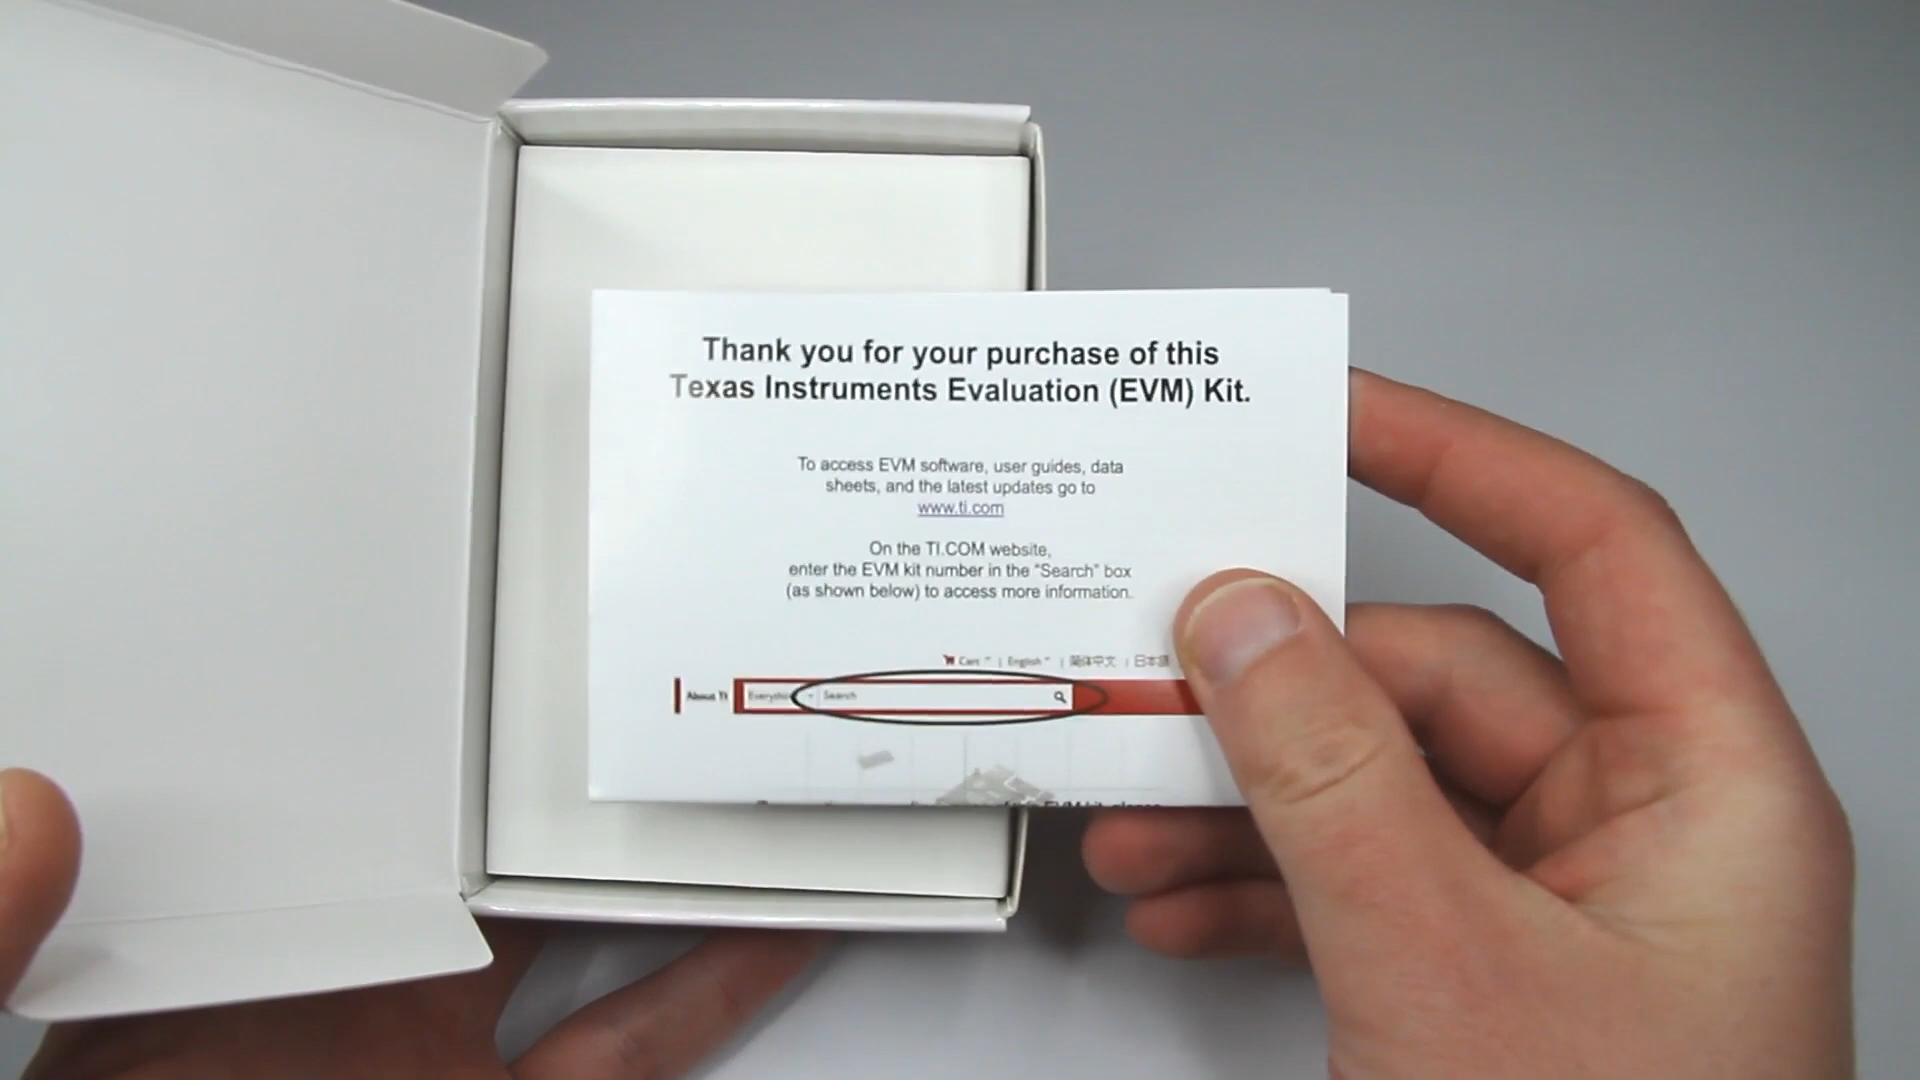 Thank you for your purchase of this
Texas Instruments Evaluation (EVM) Kit.
To access EVM software, user guides, data
sheets, and the latest updates go to
www.ti.com
On the TI.COM website,
enter the EVM kit number in the "Search" box
(as shown below) to access more information.
Cart | English | 简体中文 | 日本語
About TI
Search
EVM kit, please